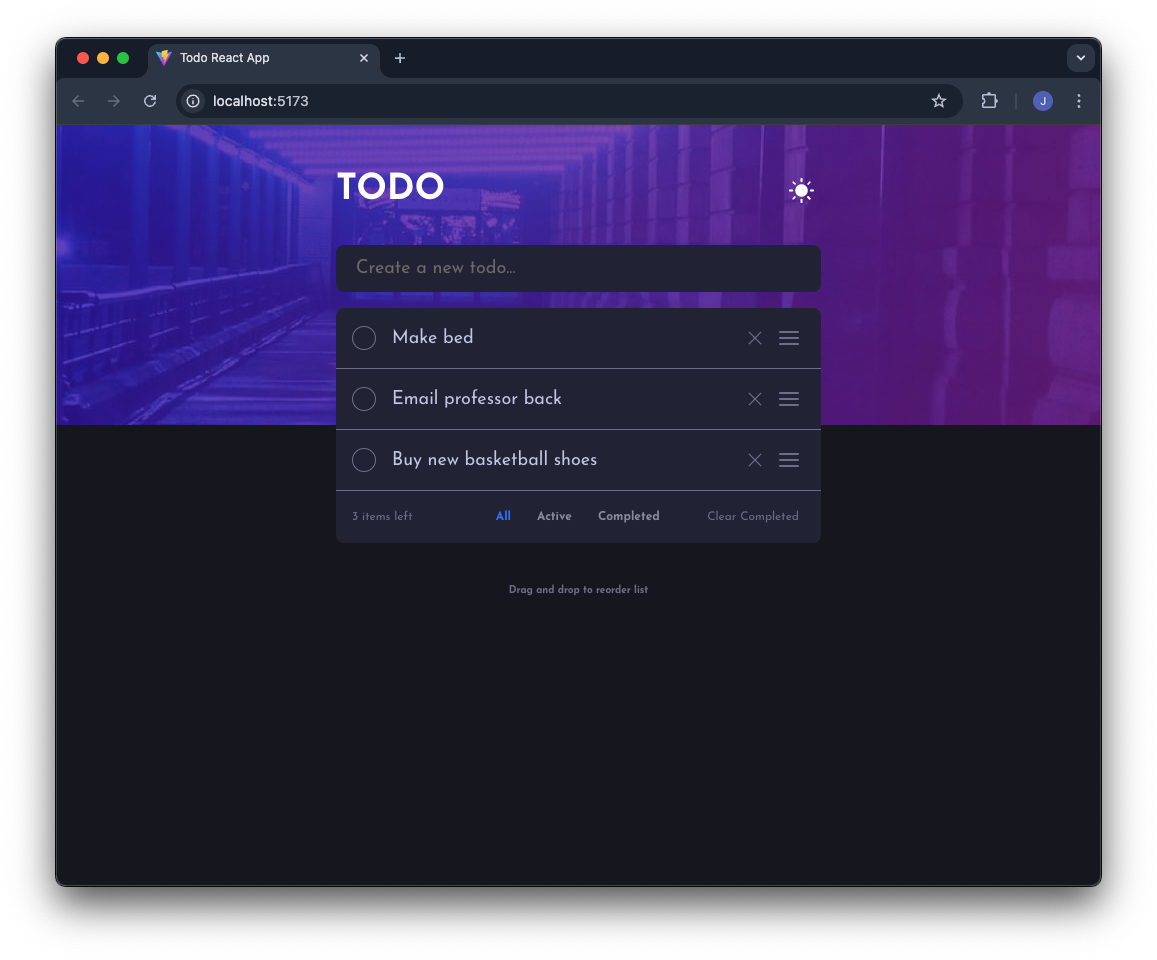 Todo React App
localhost:5173
J
TODO
Create a new todo...
Make bed
Email professor back
Buy new basketball shoes
3 items left All Active Completed Clear Completed
Drag and drop to reorder list